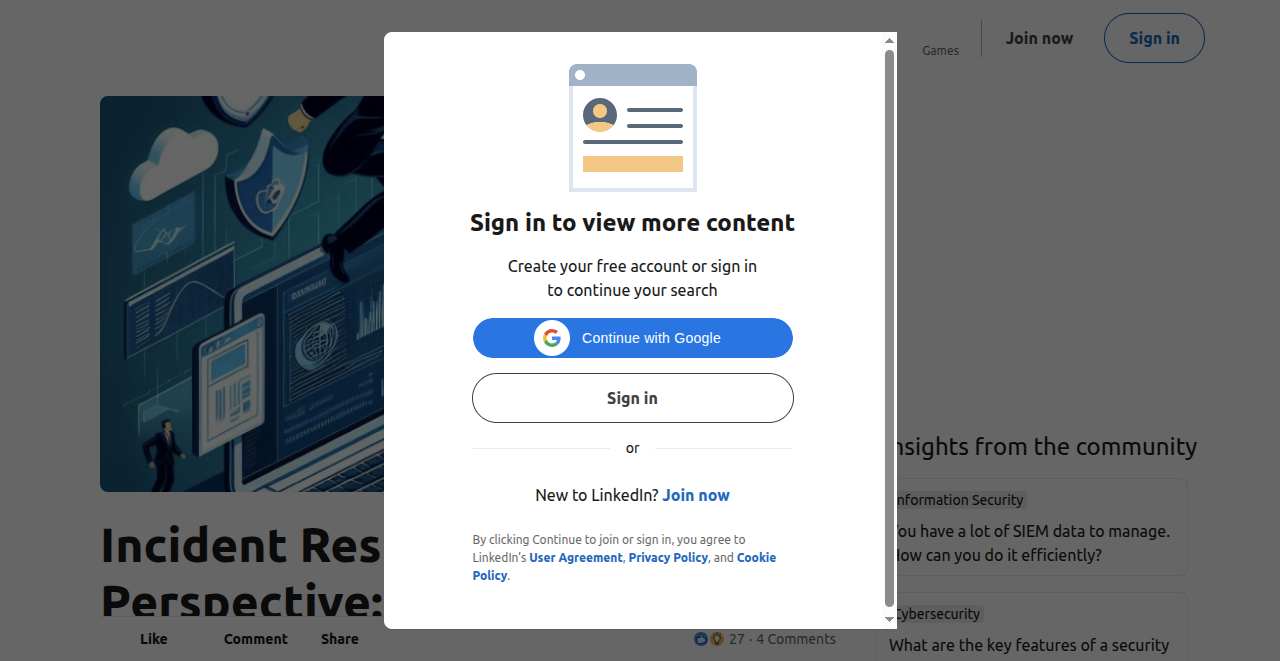 Games
Join now
Sign in
Sign in to view more content
Create your free account or sign in
to continue your search
Continue with Google
Sign in
or
New to LinkedIn? Join now
By clicking Continue to join or sign in, you agree to
LinkedIn's User Agreement, Privacy Policy, and Cookie
Policy.
Incident Res
Perspective:
Like
Comment
Share
27 · 4 Comments
nsights from the community
nformation Security
You have a lot of SIEM data to manage.
How can you do it efficiently?
Cybersecurity
What are the key features of a security